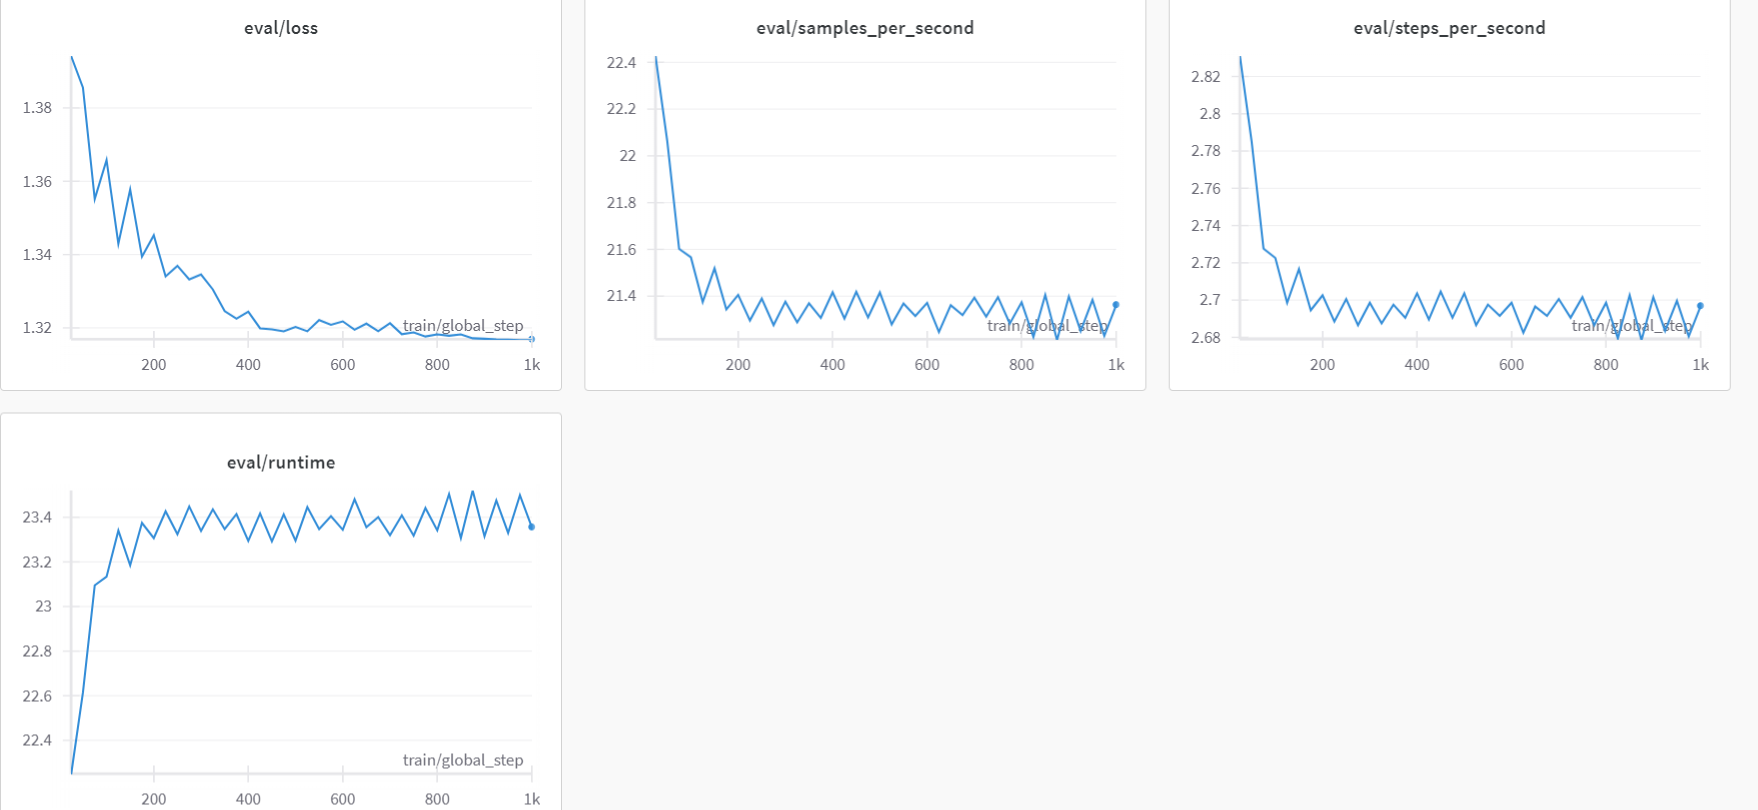 eval/loss
1.38
1.36
1.34
1.32
train/global_step
200 400 600 800 1k
eval/samples_per_second
22.4
22.2
22
21.8
21.6
21.4
train/global_step
200 400 600 800 1k
eval/steps_per_second
2.82
2.8
2.78
2.76
2.74
2.72
2.7
2.68
train/global_step
200 400 600 800 1k
eval/runtime
23.4
23.2
23
22.8
22.6
22.4
train/global_step
200 400 600 800 1k